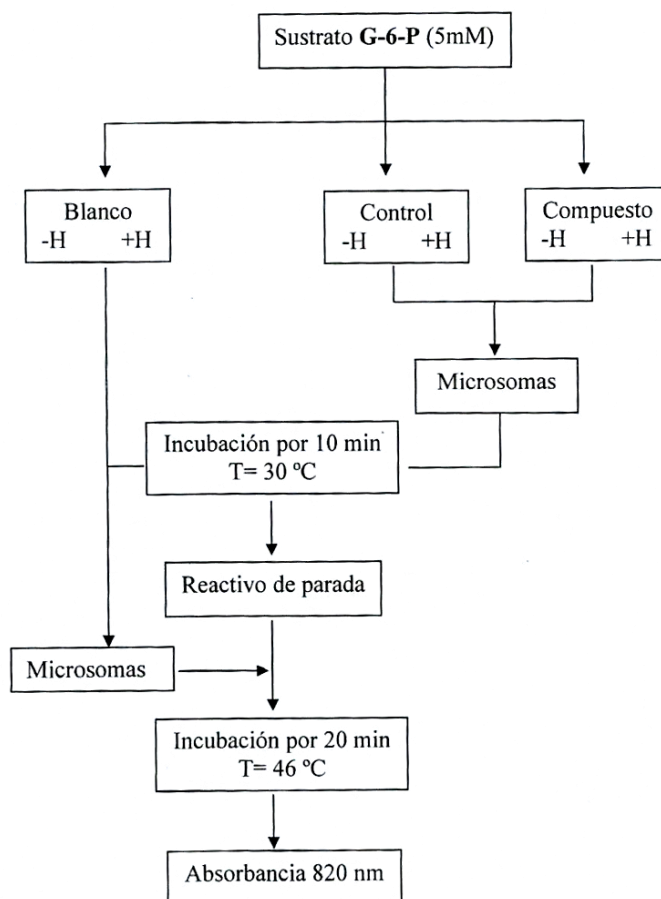 Sustrato G-6-P (5mM)
Blanco
-H +H
Control
-H +H
Compuesto
-H +H
Microsomas
Incubación por 10 min
T= 30 ºC
Reactivo de parada
Microsomas
Incubación por 20 min
T= 46 ºC
Absorbancia 820 nm